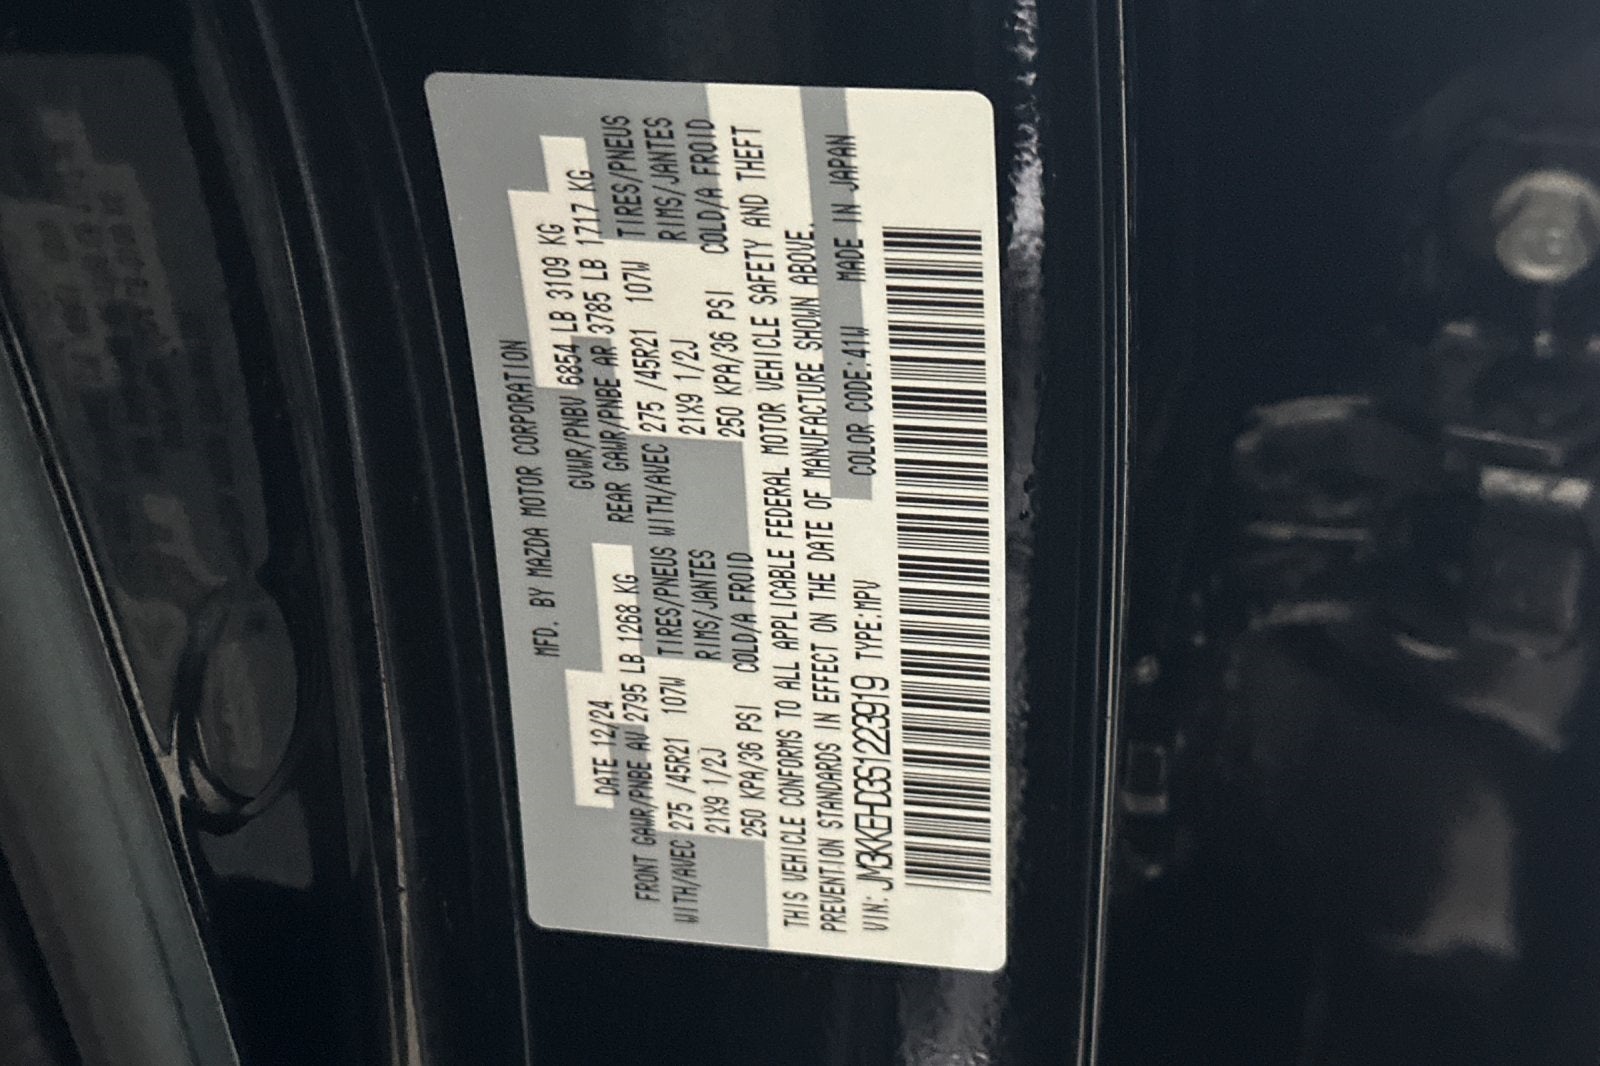 MFD. BY MAZDA MOTOR CORPORATION
DATE 12/24 GVWR/PNBV 6854 LB 3109 KG
FRONT GAWR/PNBE AV 2795 LB 1268 KG REAR GAWR/PNBE AR 3785 LB 1717 KG
WITH/AVEC 275 /45R21 107W TIRES/PNEUS WITH/AVEC 275 /45R21 107W TIRES/PNEUS
21X9 1/2J RIMS/JANTES 21X9 1/2J RIMS/JANTES
250 KPA/36 PSI COLD/A FROID 250 KPA/36 PSI COLD/A FROID
THIS VEHICLE CONFORMS TO ALL APPLICABLE FEDERAL MOTOR VEHICLE SAFETY AND THEFT
PREVENTION STANDARDS IN EFFECT ON THE DATE OF MANUFACTURE SHOWN ABOVE.
VIN: JM3KKEHD3S1223919 TYPE:MPV COLOR CODE:41W MADE IN JAPAN